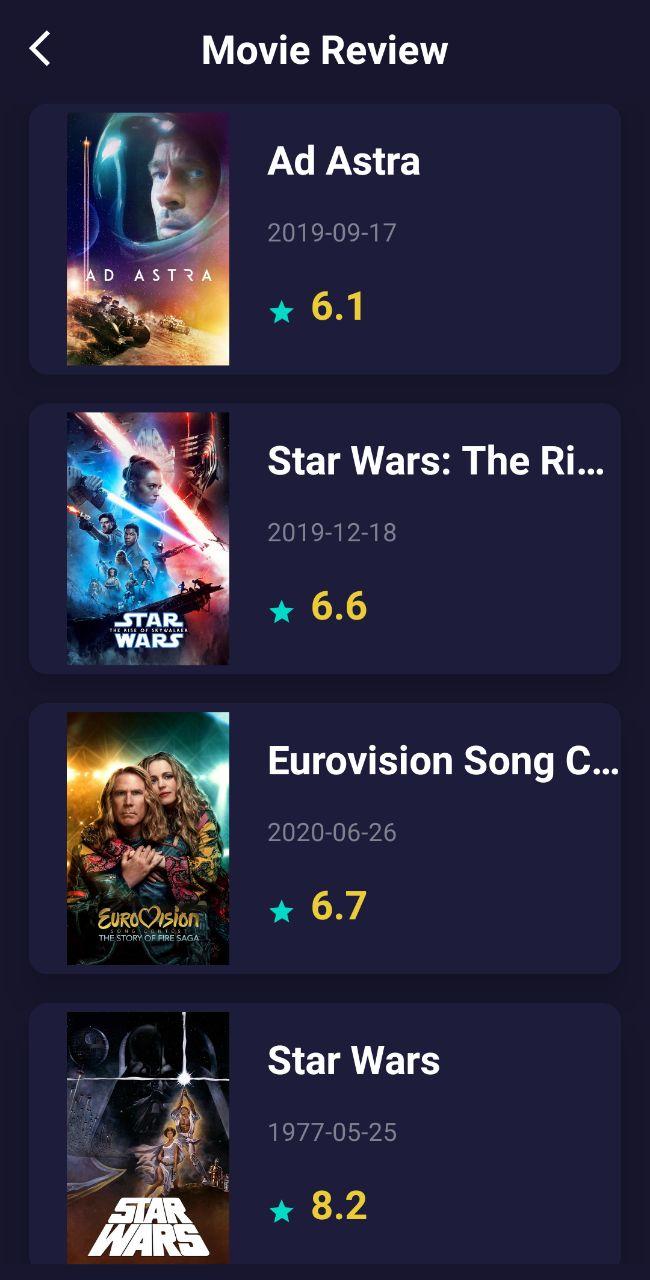 Movie Review
Ad Astra
2019-09-17
6.1
AD ASTRA
Star Wars: The Ri...
2019-12-18
6.6
STAR
THE RISE OF SKYWALKER
WARS
Eurovision Song C...
2020-06-26
6.7
EUROVISION
SONG CONTEST
THE STORY OF FIRE SAGA
Star Wars
1977-05-25
8.2
STAR
WARS